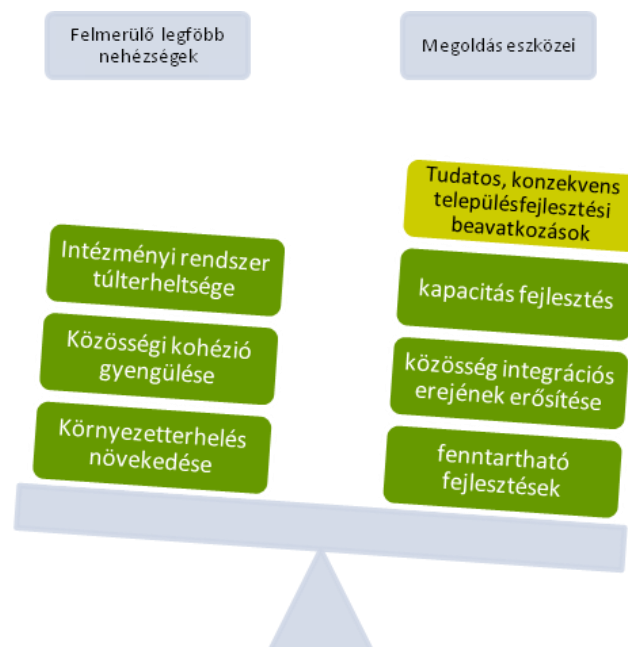 Felmerülő legfőbb
nehézségek
Megoldás eszközei
Intézményi rendszer
túlterheltsége
Közösségi kohézió
gyengülése
Környezetterhelés
növekedése
Tudatos, konzekvens
településfejlesztési
beavatkozások
kapacitás fejlesztés
közösség integrációs
erejének erősítése
fenntartható
fejlesztések